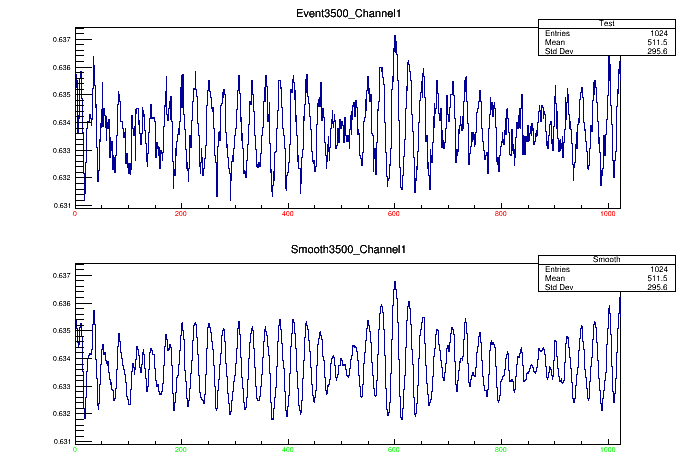 Event3500_Channel1
Test
Entries 1024
Mean 511.5
Std Dev 295.6
0.637
0.636
0.635
0.634
0.633
0.632
0.631
0 200 400 600 800 1000
Smooth3500_Channel1
Smooth
Entries 1024
Mean 511.5
Std Dev 295.6
0.637
0.636
0.635
0.634
0.633
0.632
0.631
0 200 400 600 800 1000